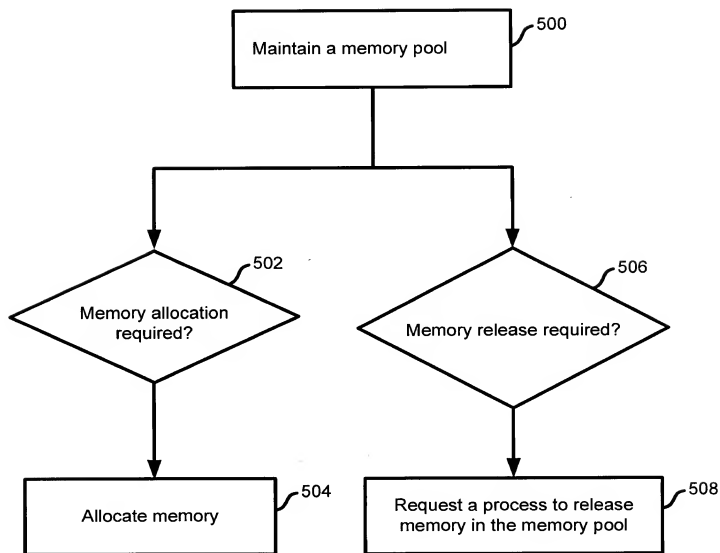 Maintain a memory pool
500
Memory allocation
required?
502
Memory release required?
506
Allocate memory
504
Request a process to release
memory in the memory pool
508